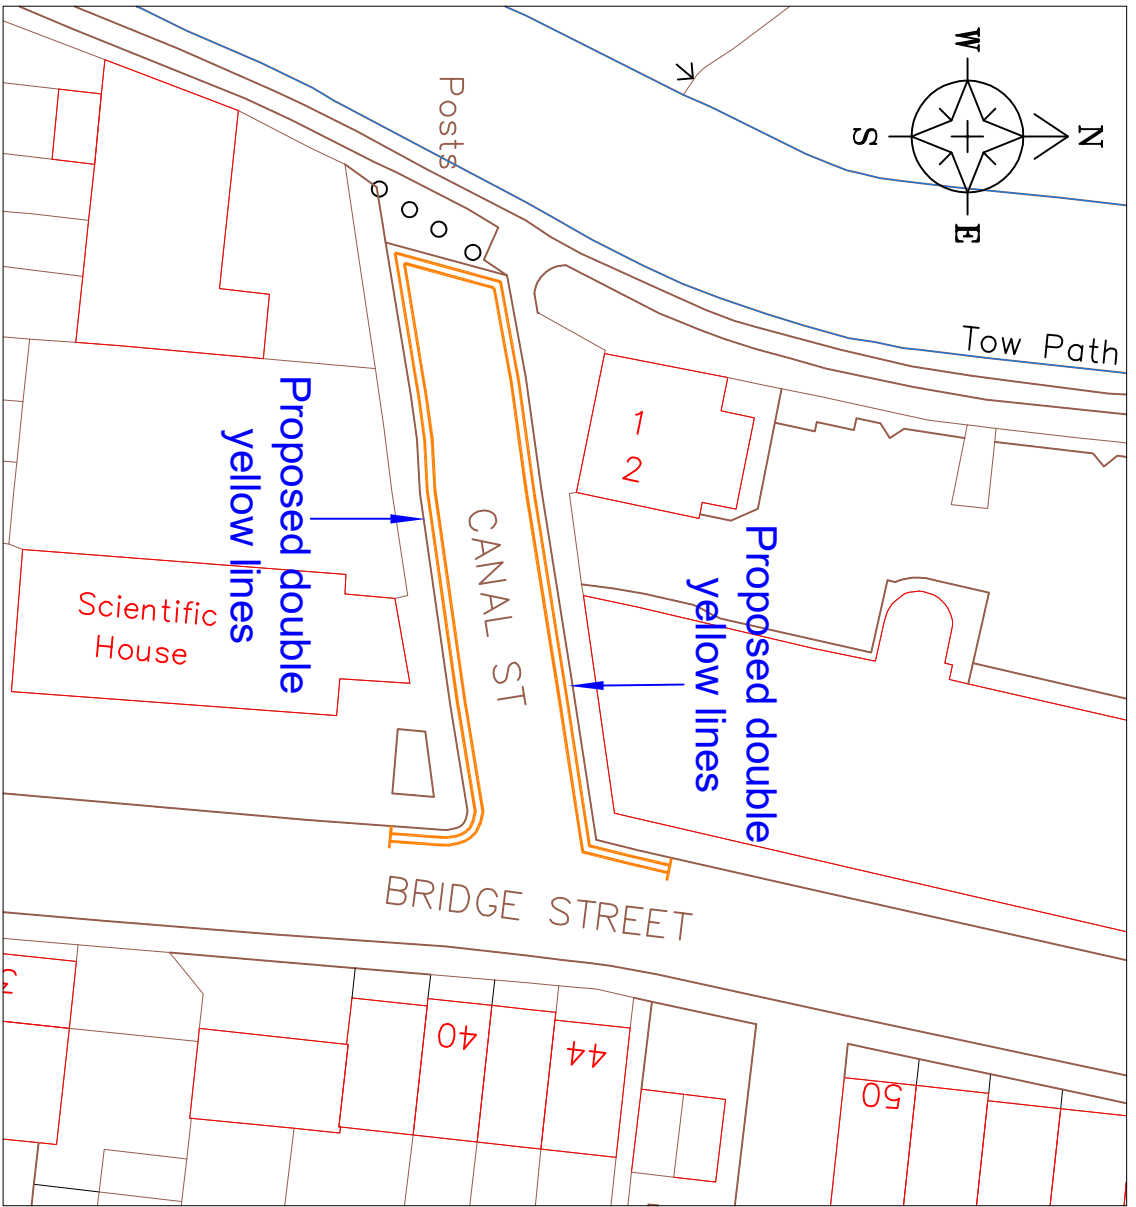 W
N
S
E
Posts
Tow Path
1
2
Proposed double
yellow lines
Proposed double
yellow lines
CANAL ST
Scientific
House
BRIDGE STREET
40
44
50